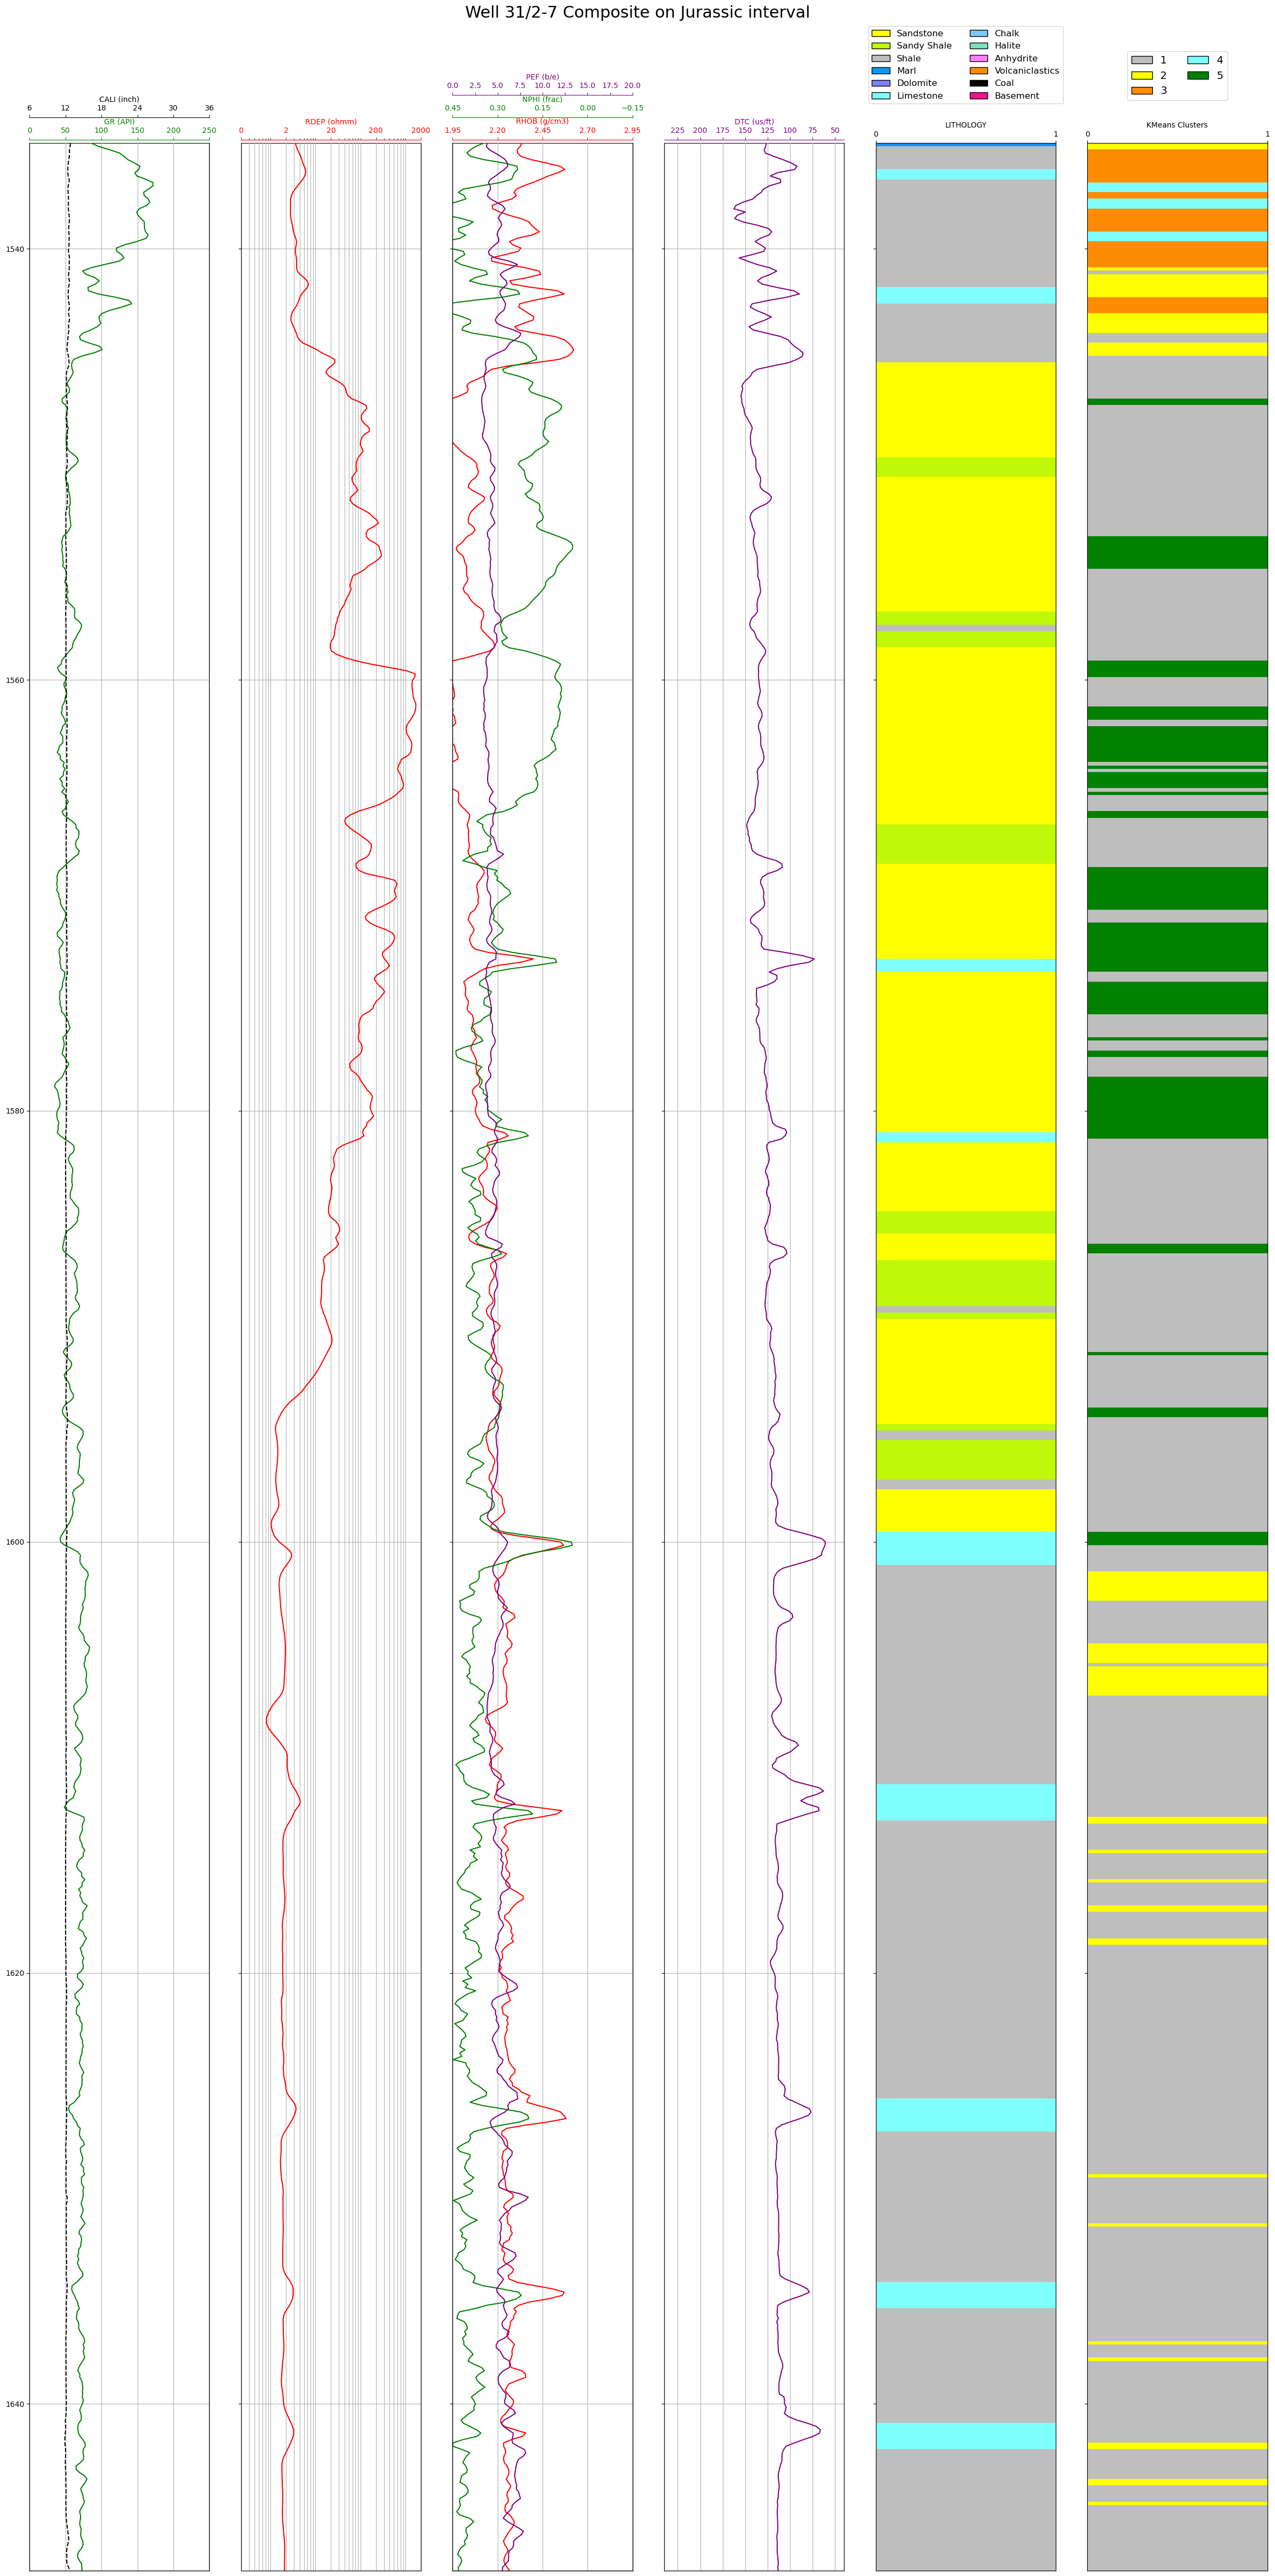 Well 31/2-7 Composite on Jurassic interval
Sandstone Chalk
Sandy Shale Halite
Shale Anhydrite
Marl Volcaniclastics
Dolomite Coal
Limestone Basement
1 4
2 5
3
PEF (b/e)
0.0 2.5 5.0 7.5 10.0 12.5 15.0 17.5 20.0
CALI (inch)
6 12 18 24 30 36
NPHI (frac)
0.45 0.30 0.15 0.00 −0.15
GR (API)
0 50 100 150 200 250
RDEP (ohmm)
0 2 20 200 2000
RHOB (g/cm3)
1.95 2.20 2.45 2.70 2.95
DTC (us/ft)
225 200 175 150 125 100 75 50
LITHOLOGY
0 1
KMeans Clusters
0 1
1540
1560
1580
1600
1620
1640